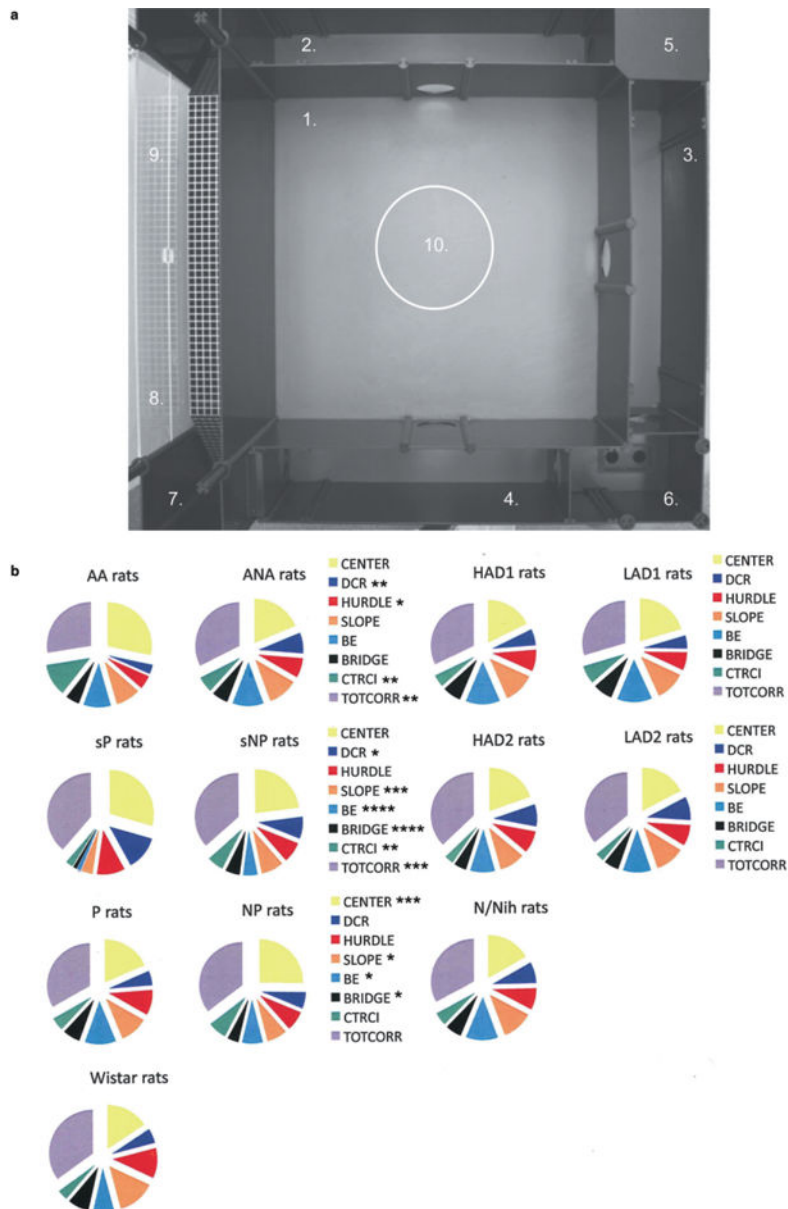 a
2.
5.
1.
3.
9.
10.
8.
7.
4.
6.
b
AA rats
ANA rats
CENTER
DCR **
HURDLE *
SLOPE
BE
BRIDGE
CTRCI **
TOTCORR **
HAD1 rats
LAD1 rats
CENTER
DCR
HURDLE
SLOPE
BE
BRIDGE
CTRCI
TOTCORR
sP rats
sNP rats
CENTER
DCR *
HURDLE
SLOPE ***
BE ****
BRIDGE ****
CTRCI **
TOTCORR ***
HAD2 rats
LAD2 rats
CENTER
DCR
HURDLE
SLOPE
BE
BRIDGE
CTRCI
TOTCORR
P rats
NP rats
CENTER ***
DCR
HURDLE
SLOPE *
BE *
BRIDGE *
CTRCI
TOTCORR
N/Nih rats
Wistar rats